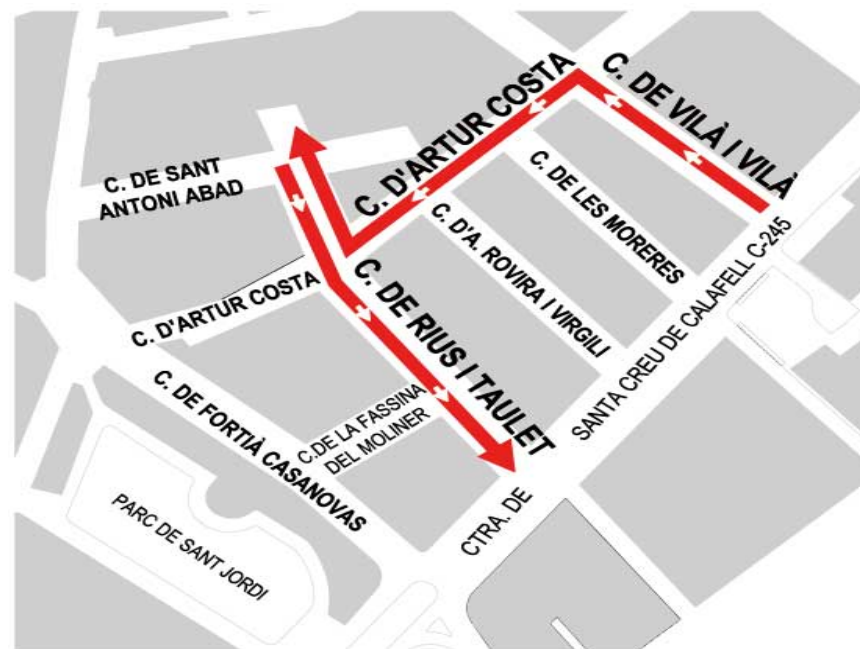 C. DE VILÀ I VILÀ
C. D'ARTUR COSTA
C. DE SANT
ANTONI ABAD
C. DE LES MORERES
C. D'A. ROVIRA I VIRGILI
C. D'ARTUR COSTA
C. DE RIUS I TAULET
SANTA CREU DE CALAFELL C-245
CTRA. DE
C. DE FORTIÀ CASANOVAS
C.DE LA FASSINA
DEL MOLINER
PARC DE SANT JORDI